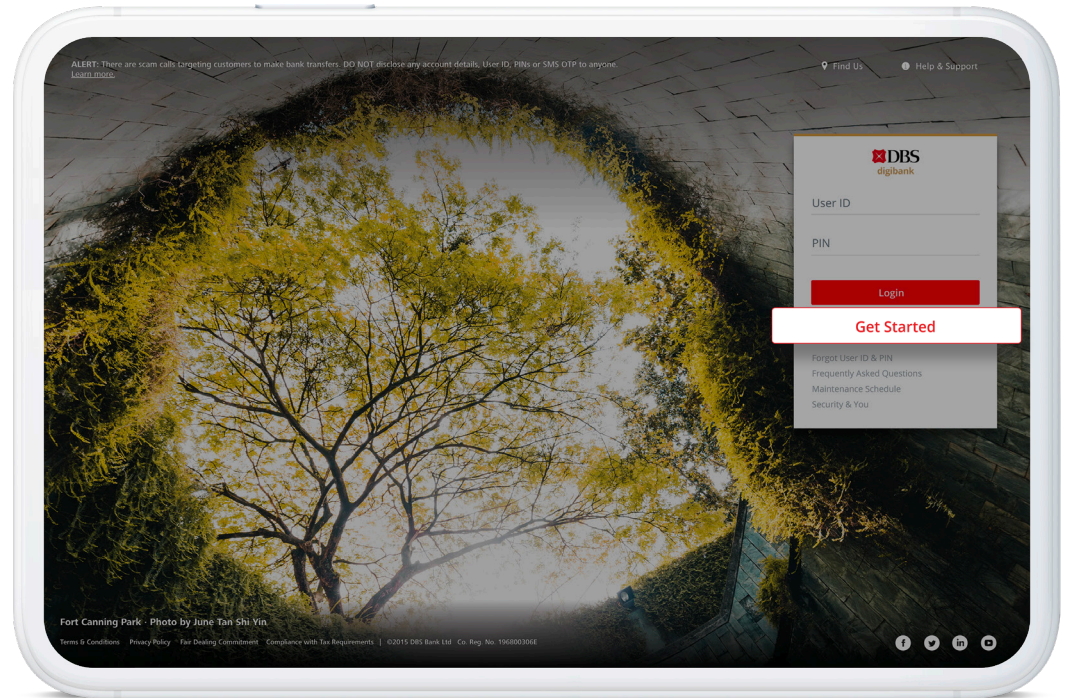 ALERT: There are scam calls targeting customers to make bank transfers. DO NOT disclose any account details, User ID, PINs or SMS OTP to anyone.
Learn more.
Find Us
Help & Support
DBS
digibank
User ID
PIN
Login
Get Started
Forgot User ID & PIN
Frequently Asked Questions
Maintenance Schedule
Security & You
Fort Canning Park - Photo by June Tan Shi Yin
Terms & Conditions Privacy Policy Fair Dealing Commitment Compliance with Tax Requirements | ©2015 DBS Bank Ltd Co. Reg. No. 196800306E